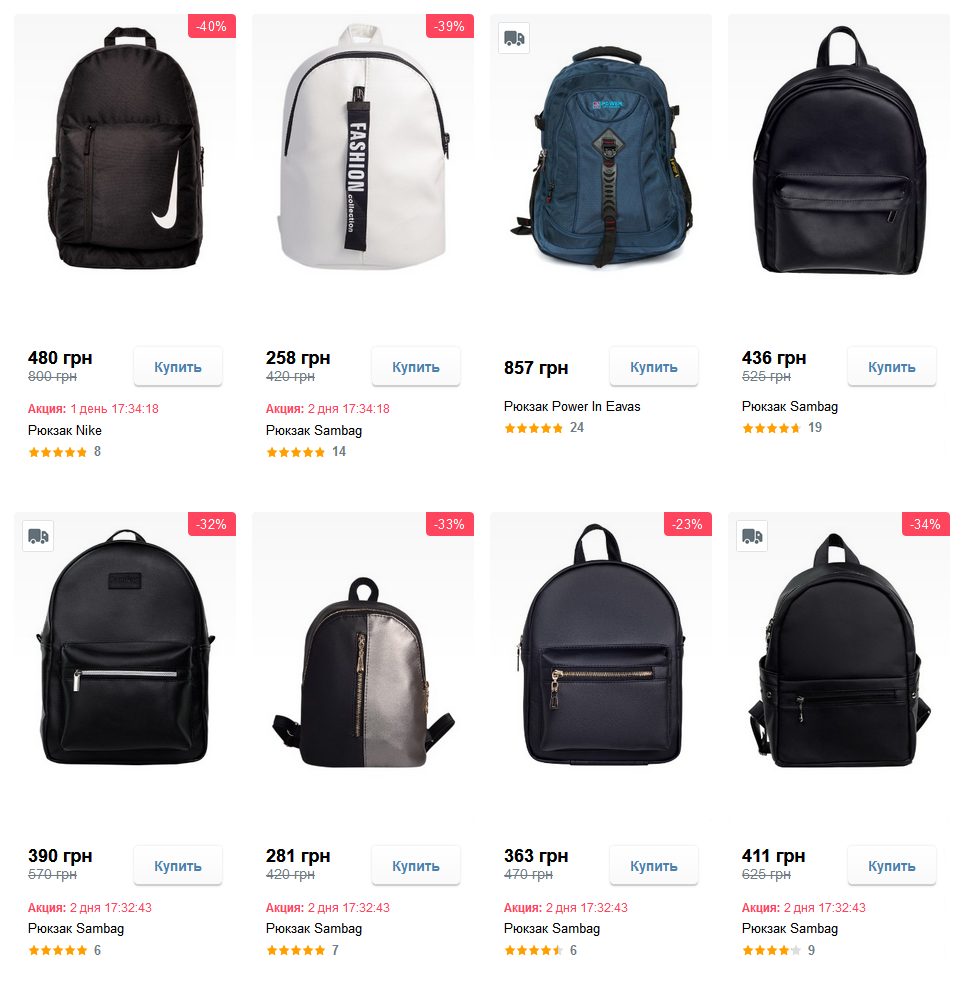 -40%
-39%
FASHION
collection
POWER
480 грн
800 грн
Купить
Акция: 1 день 17:34:18
Рюкзак Nike
8
258 грн
420 грн
Купить
Акция: 2 дня 17:34:18
Рюкзак Sambag
14
857 грн
Купить
Рюкзак Power In Eavas
24
436 грн
525 грн
Купить
Рюкзак Sambag
19
-32%
-33%
-23%
-34%
390 грн
570 грн
Купить
Акция: 2 дня 17:32:43
Рюкзак Sambag
6
281 грн
420 грн
Купить
Акция: 2 дня 17:32:43
Рюкзак Sambag
7
363 грн
470 грн
Купить
Акция: 2 дня 17:32:43
Рюкзак Sambag
6
411 грн
625 грн
Купить
Акция: 2 дня 17:32:43
Рюкзак Sambag
9